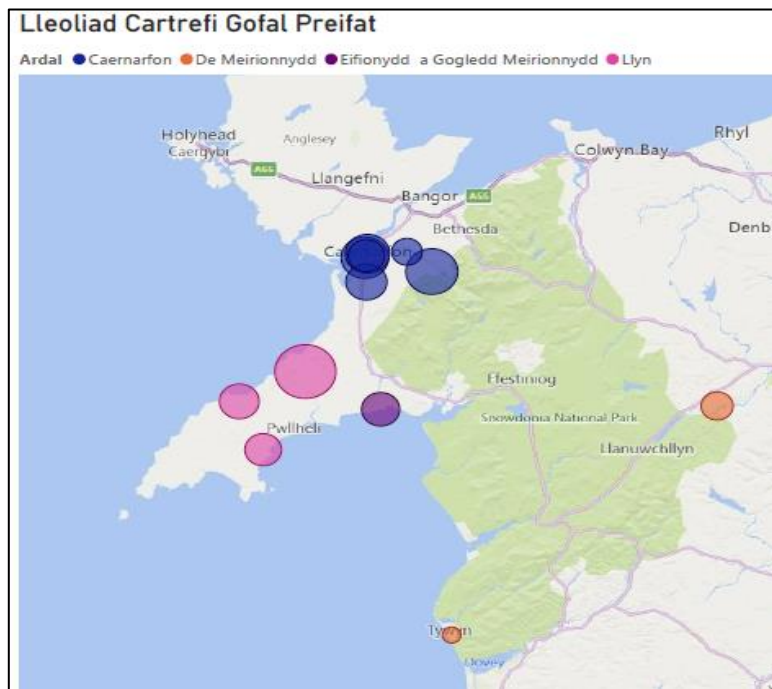 Lleoliad Cartrefi Gofal Preifat
Ardal Caernarfon De Meirionnydd Eifionydd a Gogledd Meirionnydd Llyn
Rhyl
Holyhead
Caergybi
Anglesey
Colwyn Bay
A55
Llangefni
Bangor
A55
Bethesda
Denb
Ffestiniog
Snowdonia National Park
Pwllheli
Llanuwchllyn
Tywyn
Dovey